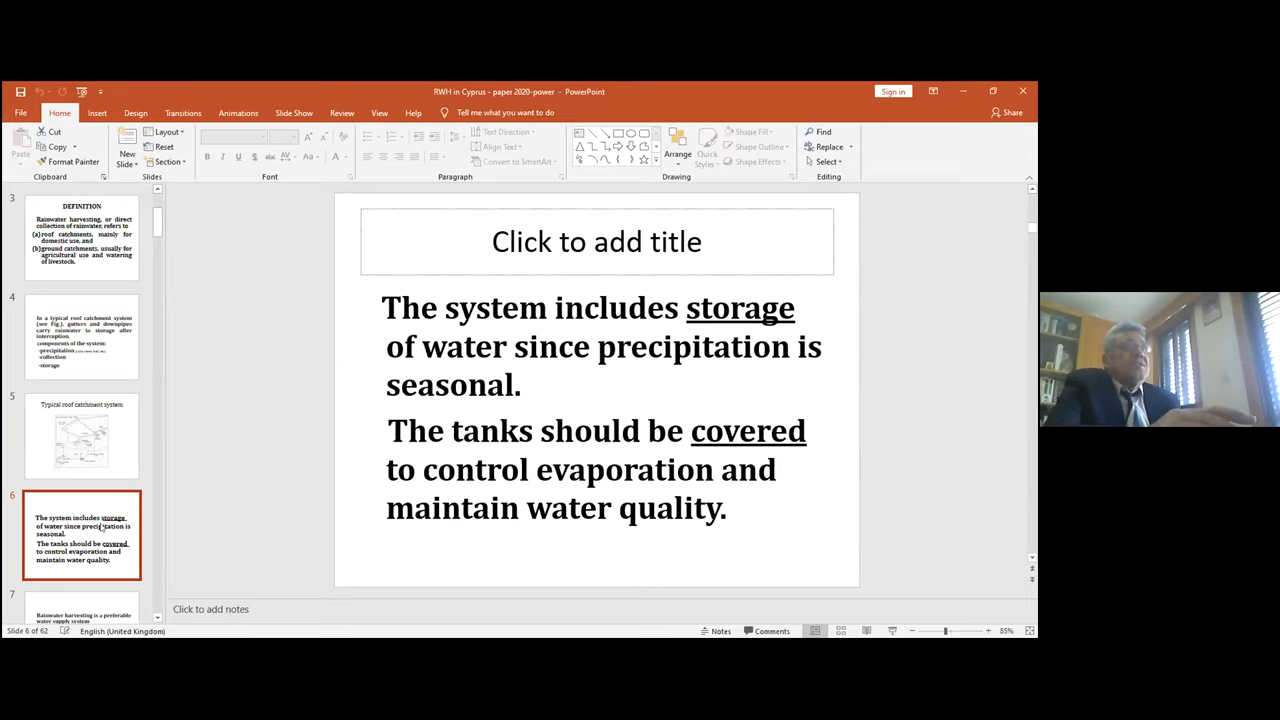 RWH in Cyprus - paper 2020-power - PowerPoint
Sign in
File Home Insert Design Transitions Animations Slide Show Review View Help Tell me what you want to do
Share
Paste
Cut
Copy
Format Painter
Clipboard
New
Slide
Layout
Reset
Section
Slides
Font
Text Direction
Align Text
Convert to SmartArt
Paragraph
Arrange
Quick
Styles
Shape Fill
Shape Outline
Shape Effects
Drawing
Find
Replace
Select
Editing
3
DEFINITION
Rainwater harvesting, or direct
collection of rainwater, refers to
(a) roof catchments, mainly for
domestic use, and
(b) ground catchments, usually for
agricultural use and watering
of livestock.
4
In a typical roof catchment system
(see Fig.), gutters and downpipes
carry rainwater to storage after
interception.
components of the system:
-precipitation
-collection
-storage
5
Typical roof catchment system
6
The system includes storage
of water since precipitation is
seasonal.
The tanks should be covered
to control evaporation and
maintain water quality.
7
Rainwater harvesting is a preferable
water supply system
Click to add title
The system includes storage
of water since precipitation is
seasonal.
The tanks should be covered
to control evaporation and
maintain water quality.
Click to add notes
Slide 6 of 62 English (United Kingdom) Notes Comments 85%